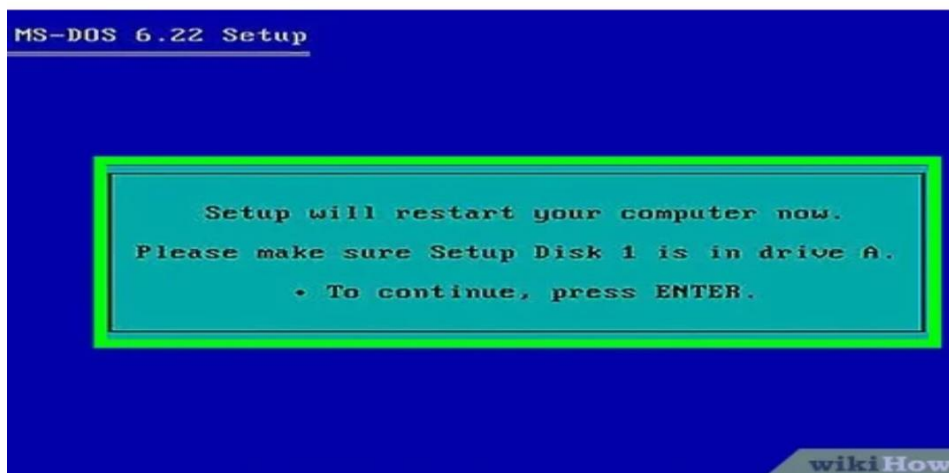 MS-DOS 6.22 Setup
Setup will restart your computer now.
Please make sure Setup Disk 1 is in drive A.
• To continue, press ENTER.
wikiHow